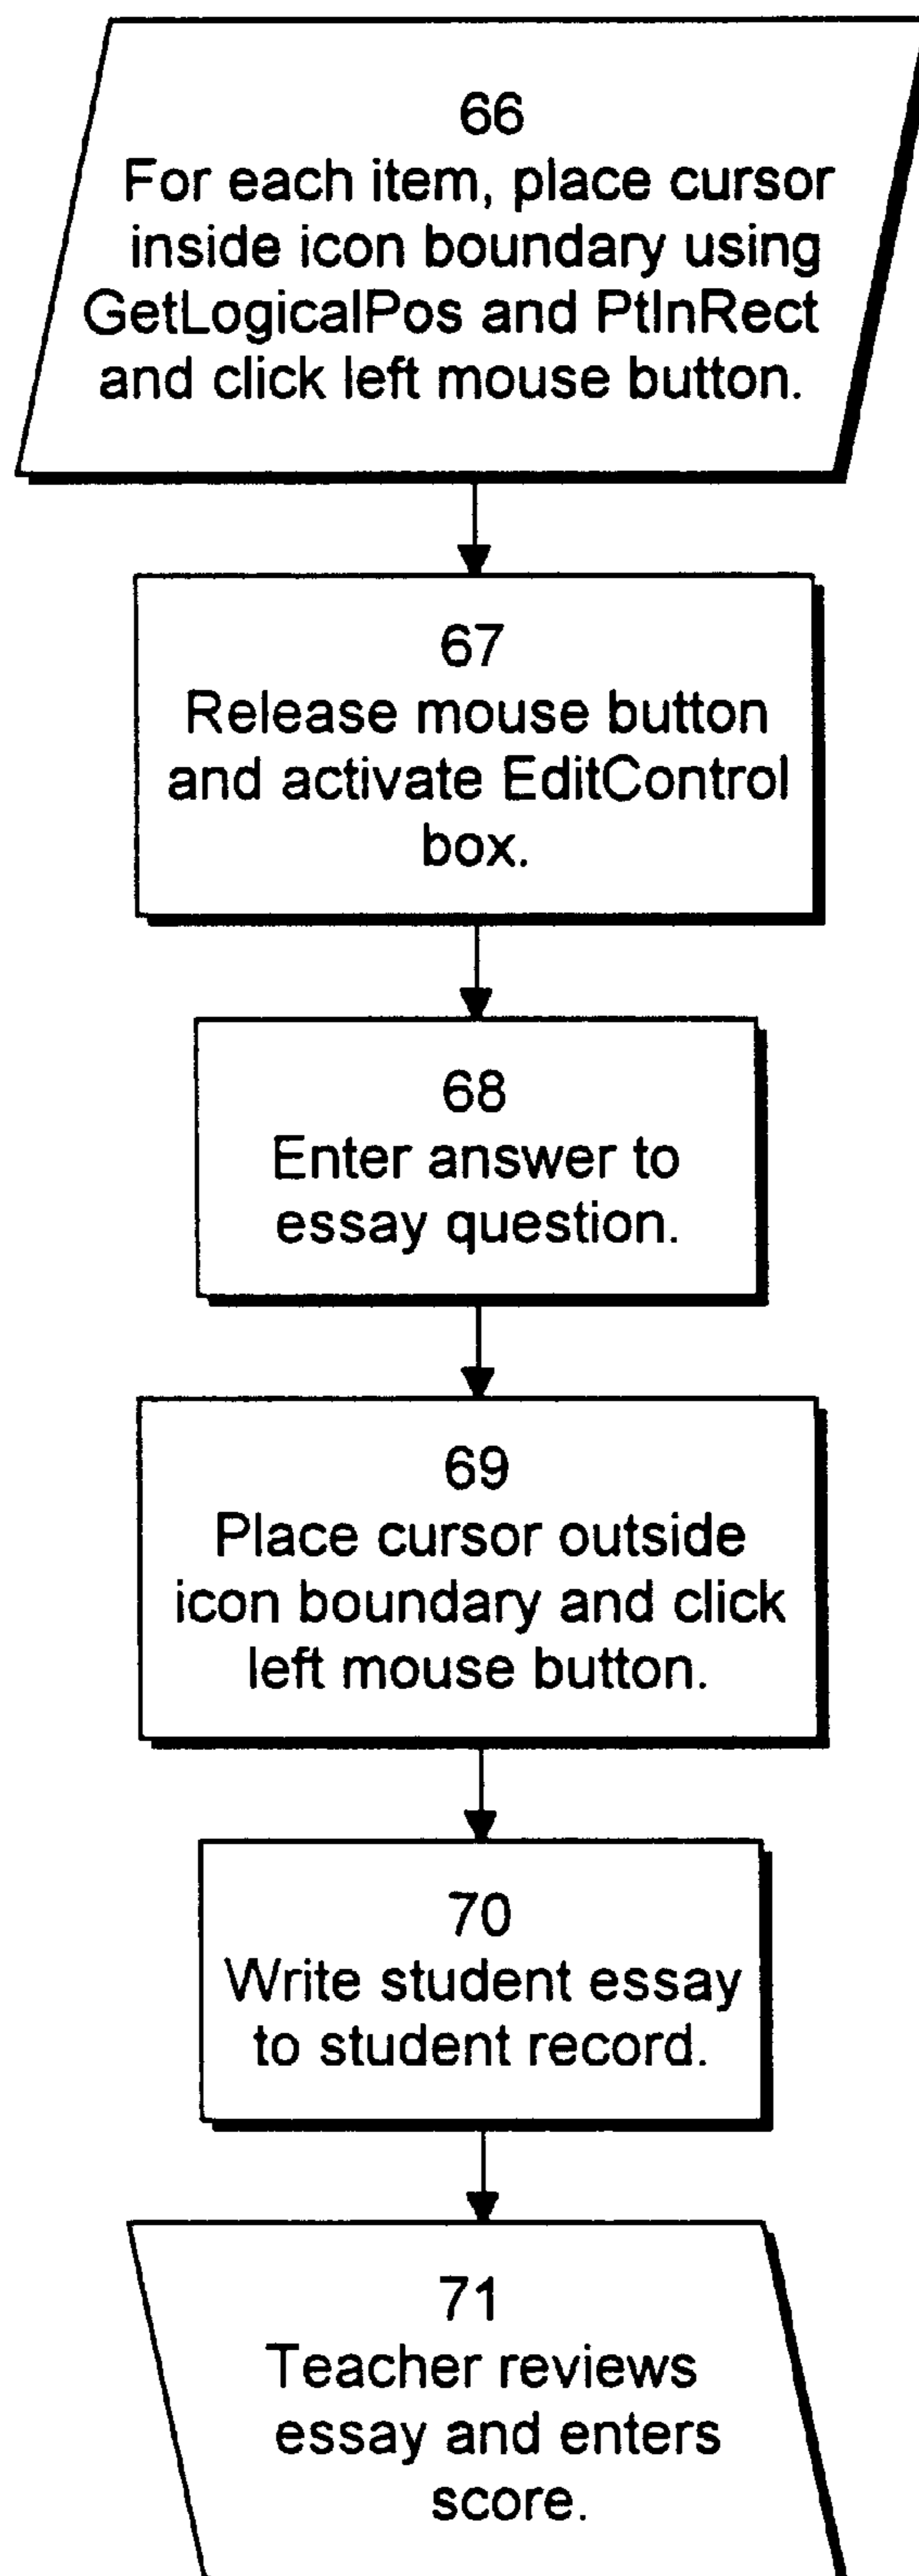 66
For each item, place cursor
inside icon boundary using
GetLogicalPos and PtInRect
and click left mouse button.
67
Release mouse button
and activate EditControl
box.
68
Enter answer to
essay question.
69
Place cursor outside
icon boundary and click
left mouse button.
70
Write student essay
to student record.
71
Teacher reviews
essay and enters
score.